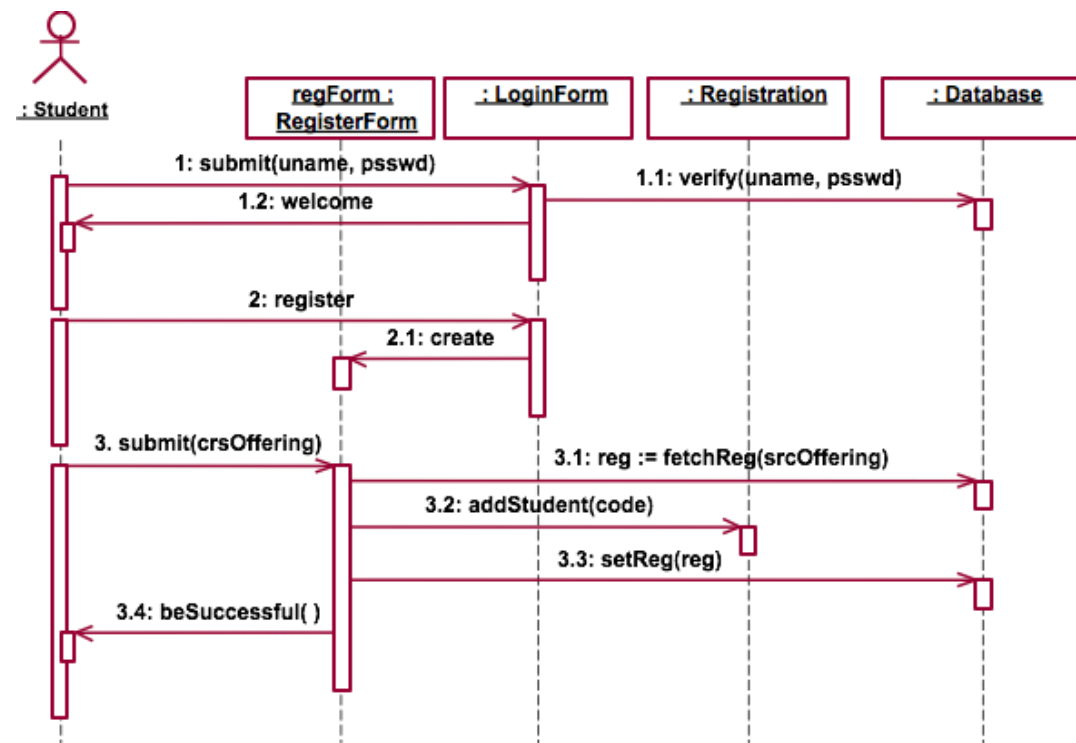 : Student
regForm :
RegisterForm
: LoginForm
: Registration
: Database
1: submit(uname, psswd)
1.1: verify(uname, psswd)
1.2: welcome
2: register
2.1: create
3. submit(crsOffering)
3.1: reg := fetchReg(srcOffering)
3.2: addStudent(code)
3.3: setReg(reg)
3.4: beSuccessful( )